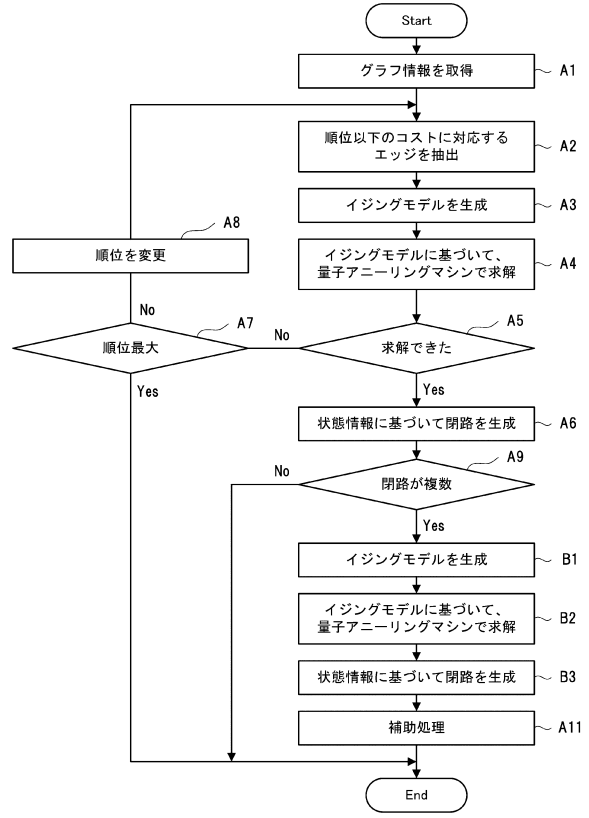 Start
グラフ情報を取得
A1
順位以下のコストに対応する
エッジを抽出
A2
イジングモデルを生成
A3
A8
順位を変更
イジングモデルに基づいて、
量子アニーリングマシンで求解
A4
No
A7
順位最大
No
A5
求解できた
Yes
Yes
状態情報に基づいて閉路を生成
A6
No
A9
閉路が複数
Yes
イジングモデルを生成
B1
イジングモデルに基づいて、
量子アニーリングマシンで求解
B2
状態情報に基づいて閉路を生成
B3
補助処理
A11
End